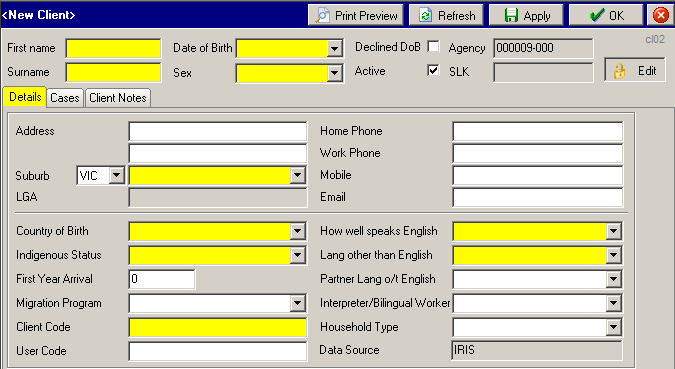 <New Client> Print Preview Refresh Apply OK
cl02
First name Date of Birth Declined DoB Agency 000009-000
Surname Sex Active SLK Edit
Details Cases Client Notes
Address Home Phone
Work Phone
Suburb VIC Mobile
LGA Email
Country of Birth How well speaks English
Indigenous Status Lang other than English
First Year Arrival 0 Partner Lang o/t English
Migration Program Interpreter/Bilingual Worker
Client Code Household Type
User Code Data Source IRIS